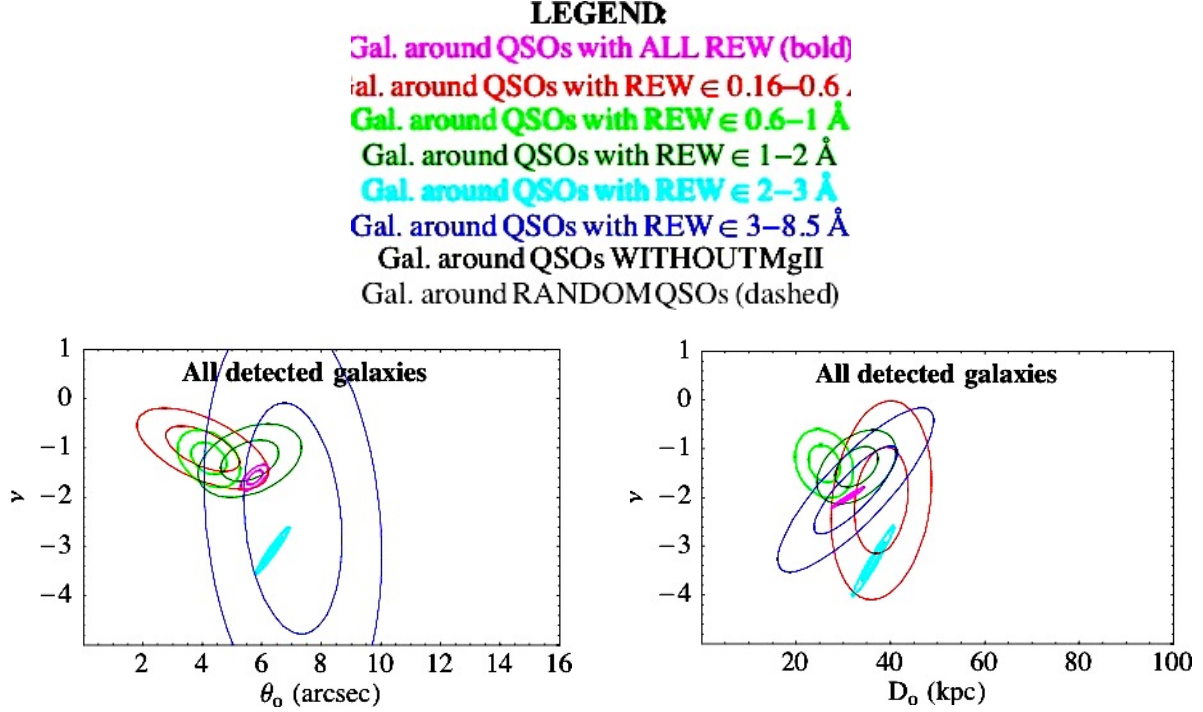 LEGEND:
Gal. around QSOs with ALL REW (bold)
al. around QSOs with REW ∈ 0.16–0.6
Gal. around QSOs with REW ∈ 0.6–1 Å
Gal. around QSOs with REW ∈ 1–2 Å
Gal. around QSOs with REW ∈ 2–3 Å
Gal. around QSOs with REW ∈ 3–8.5 Å
Gal. around QSOs WITHOUT MgII
Gal. around RANDOM QSOs (dashed)
All detected galaxies
1
0
−1
−2
−3
−4
ν
2 4 6 8 10 12 14 16
θo (arcsec)
All detected galaxies
1
0
−1
−2
−3
−4
ν
20 40 60 80 100
Do (kpc)